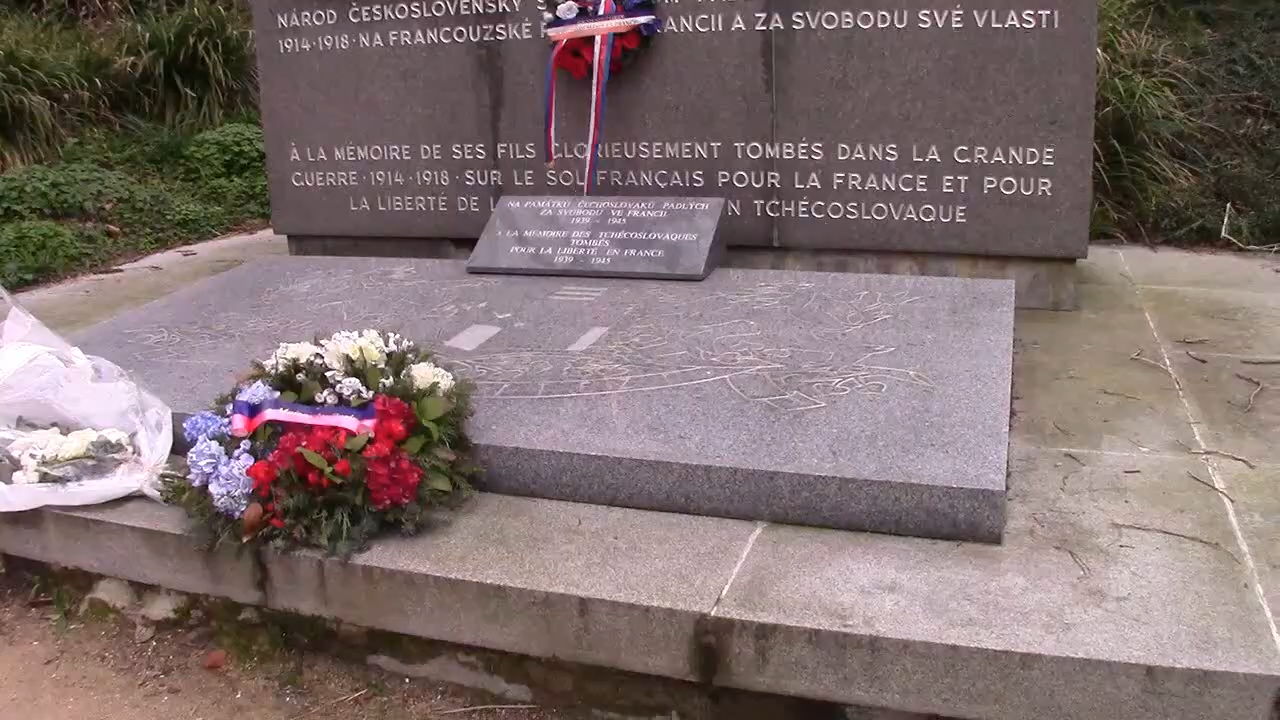 NÁROD ČESKOSLOVENSKÝ
1914·1918·NA FRANCOUZSKÉ FRANCII A ZA SVOBODU SVÉ VLASTI
À LA MÉMOIRE DE SES FILS GLORIEUSEMENT TOMBÉS DANS LA GRANDE
GUERRE·1914·1918·SUR LE SOL FRANÇAIS POUR LA FRANCE ET POUR
LA LIBERTÉ DE TCHÉCOSLOVAQUE
NA PAMÁTKU ČECHOSLOVÁKŮ PADLÝCH
ZA SVOBODU VE FRANCII
1939 - 1945
A LA MEMOIRE DES TCHÉCOSLOVAQUES
TOMBÉS
POUR LA LIBERTÉ EN FRANCE
1939 - 1945